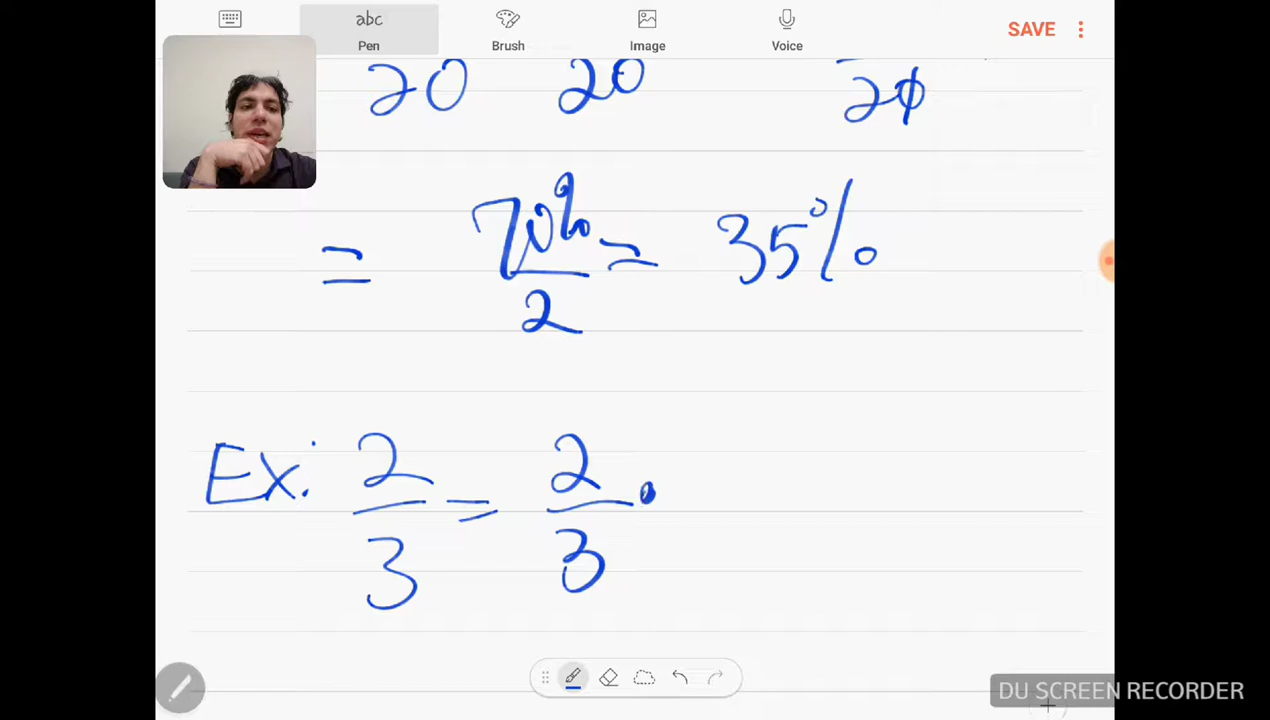 abc
Pen Brush Image Voice SAVE
20 20 20
= 70%/2 = 35%
Ex: 2/3 = 2/3 ·
DU SCREEN RECORDER